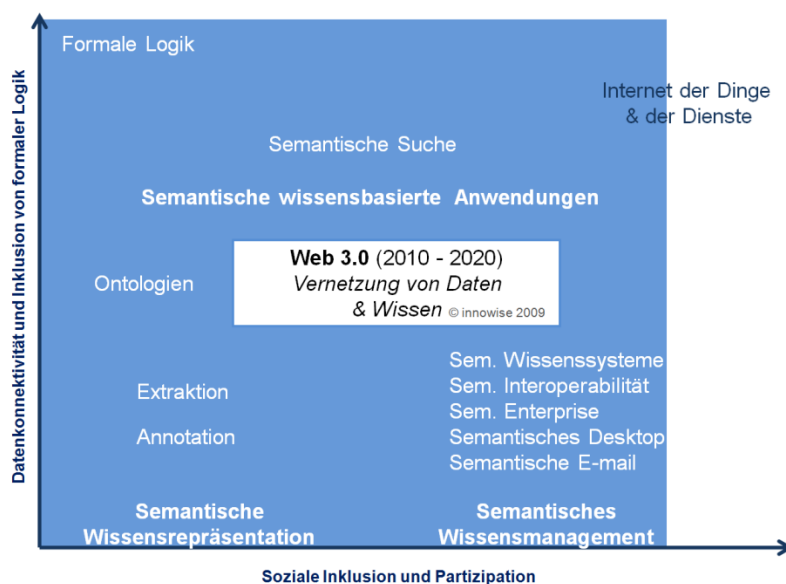 Formale Logik
Internet der Dinge
& der Dienste
Semantische Suche
Semantische wissensbasierte Anwendungen
Web 3.0 (2010 - 2020)
Vernetzung von Daten
& Wissen © innowise 2009
Ontologien
Extraktion
Annotation
Sem. Wissenssysteme
Sem. Interoperabilität
Sem. Enterprise
Semantisches Desktop
Semantische E-mail
Semantische
Wissensrepräsentation
Semantisches
Wissensmanagement
Datenkonnektivität und Inklusion von formaler Logik
Soziale Inklusion und Partizipation